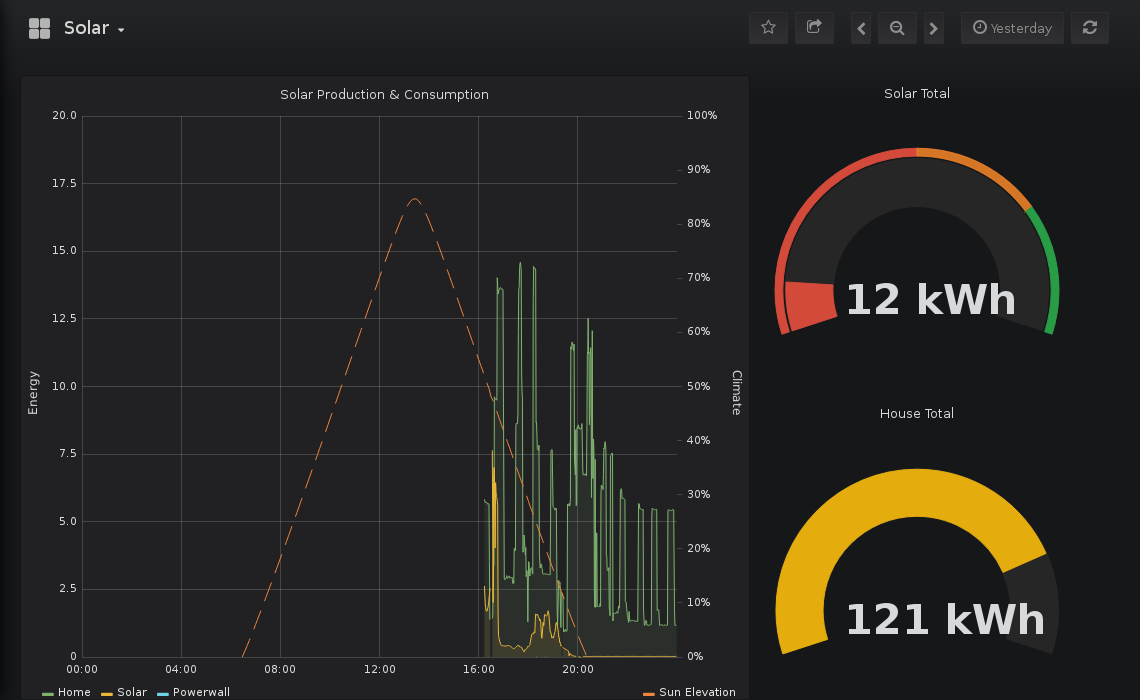 Solar
Yesterday
Solar Production & Consumption
20.0
17.5
15.0
12.5
10.0
7.5
5.0
2.5
0
Energy
100%
90%
80%
70%
60%
50%
40%
30%
20%
10%
0%
Climate
00:00 04:00 08:00 12:00 16:00 20:00
Home Solar Powerwall Sun Elevation
Solar Total
12 kWh
House Total
121 kWh